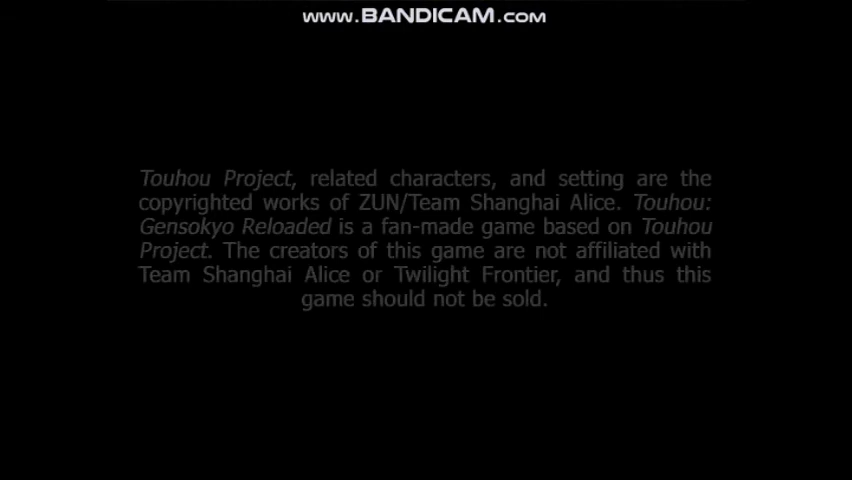 www.BANDICAM.com
Touhou Project, related characters, and setting are the
copyrighted works of ZUN/Team Shanghai Alice. Touhou:
Gensokyo Reloaded is a fan-made game based on Touhou
Project. The creators of this game are not affiliated with
Team Shanghai Alice or Twilight Frontier, and thus this
game should not be sold.